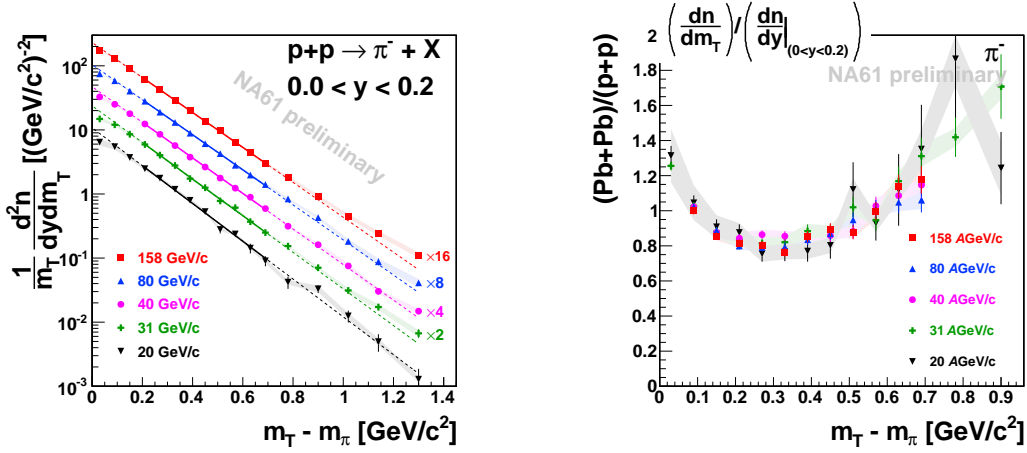 p+p → π⁻ + X
0.0 < y < 0.2
NA61 preliminary
1/m_T d²n/dydm_T [(GeV/c²)⁻²]
10²
10
1
10⁻¹
10⁻²
10⁻³
158 GeV/c
80 GeV/c
40 GeV/c
31 GeV/c
20 GeV/c
×16
×8
×4
×2
0 0.2 0.4 0.6 0.8 1 1.2 1.4
m_T - m_π [GeV/c²]
(dn/dm_T)/(dn/dy|(0<y<0.2))
π⁻
NA61 preliminary
(Pb+Pb)/(p+p)
2
1.8
1.6
1.4
1.2
1
0.8
0.6
0.4
0.2
0
158 AGeV/c
80 AGeV/c
40 AGeV/c
31 AGeV/c
20 AGeV/c
0 0.1 0.2 0.3 0.4 0.5 0.6 0.7 0.8 0.9
m_T - m_π [GeV/c²]